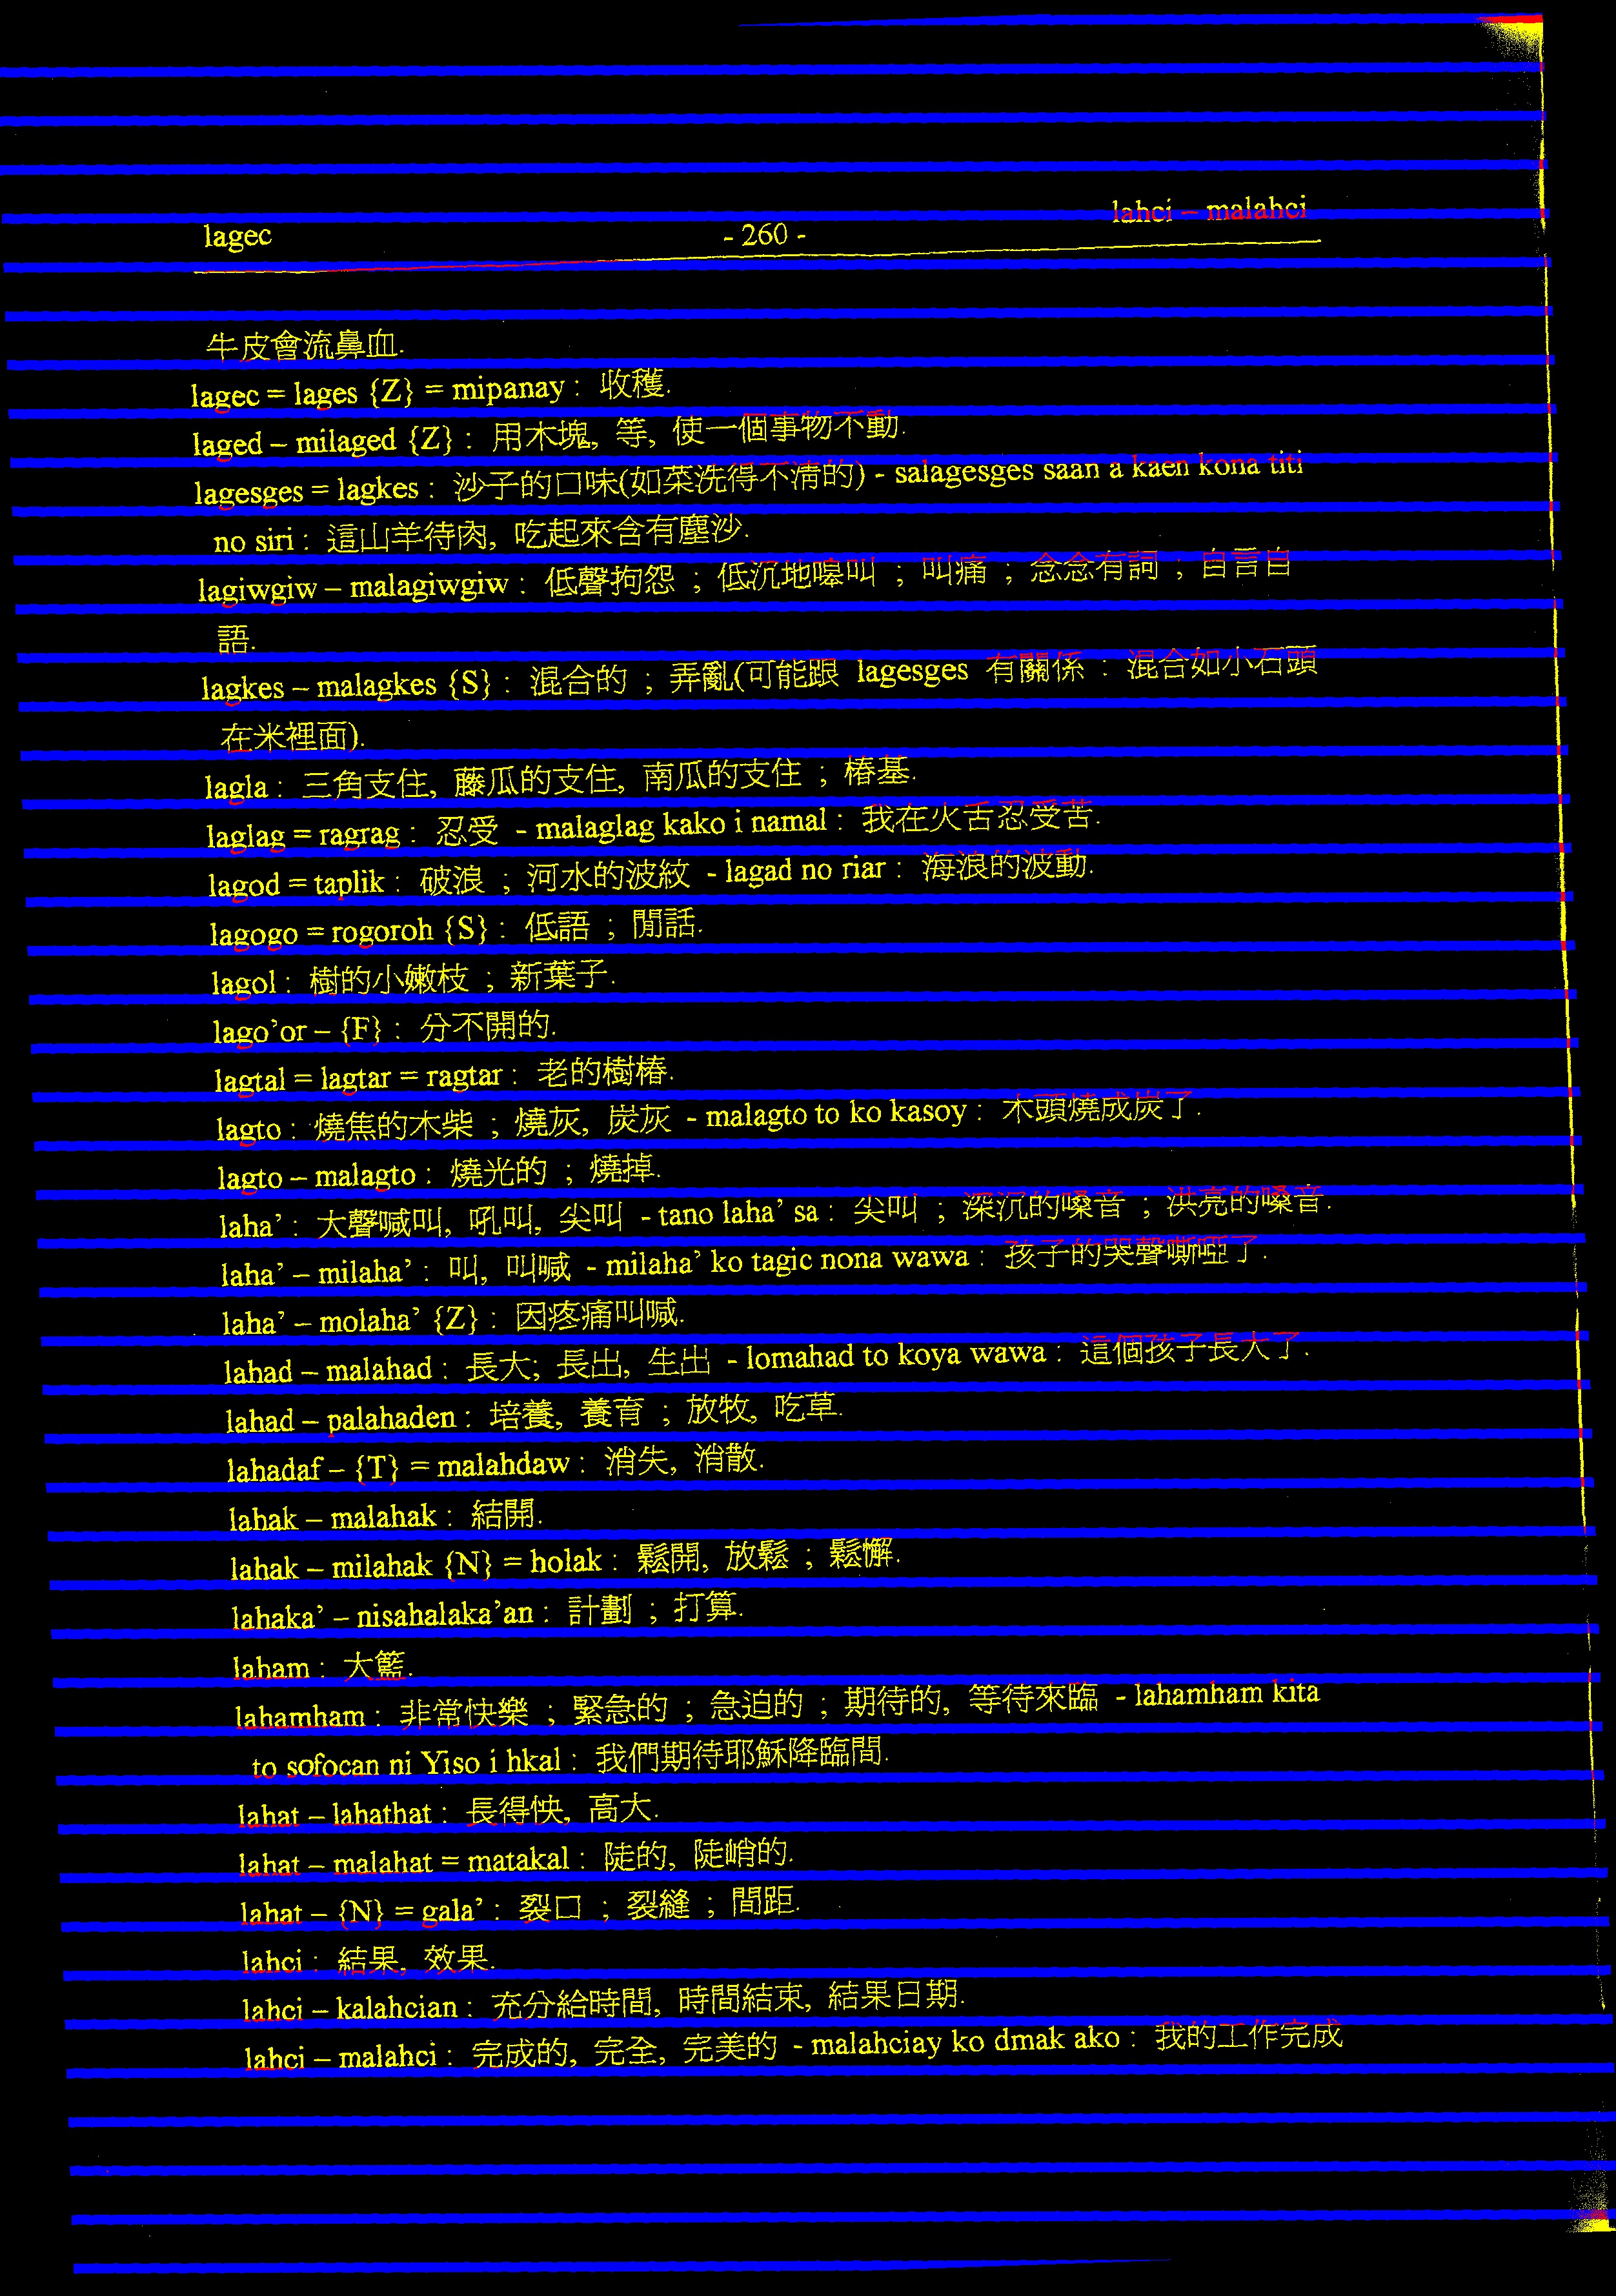 lagec - 260 - lahci – malahci
牛皮會流鼻血.
lagec = lages {Z} = mipanay : 收穫.
laged – milaged {Z} : 用木塊, 等, 使一個事物不動.
lagesges = lagkes : 沙子的口味(如菜洗得不清的) - salagesges saan a kaen kona titi
no siri : 這山羊待肉, 吃起來含有塵沙.
lagiwgiw – malagiwgiw : 低聲拘怨 ; 低沉地嗥叫 ; 叫痛 ; 念念有詞 ; 自言自
語.
lagkes – malagkes {S} : 混合的 ; 弄亂(可能跟 lagesges 有關係 : 混合如小石頭
在米裡面).
lagla : 三角支住, 藤瓜的支住, 南瓜的支住 ; 樁基.
laglag = ragrag : 忍受 - malaglag kako i namal : 我在火舌忍受苦.
lagod = taplik : 破浪 ; 河水的波紋 - lagad no riar : 海浪的波動.
lagogo = rogoroh {S} : 低語 ; 閒話.
lagol : 樹的小嫩枝 ; 新葉子.
lago’or – {F} : 分不開的.
lagtal = lagtar = ragtar : 老的樹樁.
lagto : 燒焦的木柴 ; 燒灰, 炭灰 - malagto to ko kasoy : 木頭燒成炭了.
lagto – malagto : 燒光的 ; 燒掉.
laha’ : 大聲喊叫, 吼叫, 尖叫 - tano laha’ sa : 尖叫 ; 深沉的嗓音 ; 洪亮的嗓音.
laha’ – milaha’ : 叫, 叫喊 - milaha’ ko tagic nona wawa : 孩子的哭聲嘶啞了.
laha’ – molaha’ {Z} : 因疼痛叫喊.
lahad – malahad : 長大; 長出, 生出 - lomahad to koya wawa : 這個孩子長大了.
lahad – palahaden : 培養, 養育 ; 放牧, 吃草.
lahadaf – {T} = malahdaw : 消失, 消散.
lahak – malahak : 結開.
lahak – milahak {N} = holak : 鬆開, 放鬆 ; 鬆懈.
lahaka’ – nisahalaka’an : 計劃 ; 打算.
laham : 大籃.
lahamham : 非常快樂 ; 緊急的 ; 急迫的 ; 期待的, 等待來臨 - lahamham kita
to sofocan ni Yiso i hkal : 我們期待耶穌降臨間.
lahat – lahathat : 長得快, 高大.
lahat – malahat = matakal : 陡的, 陡峭的.
lahat – {N} = gala’ : 裂口 ; 裂縫 ; 間距.
lahci : 結果, 效果.
lahci – kalahcian : 充分給時間, 時間結束, 結果日期.
lahci – malahci : 完成的, 完全, 完美的 - malahciay ko dmak ako : 我的工作完成